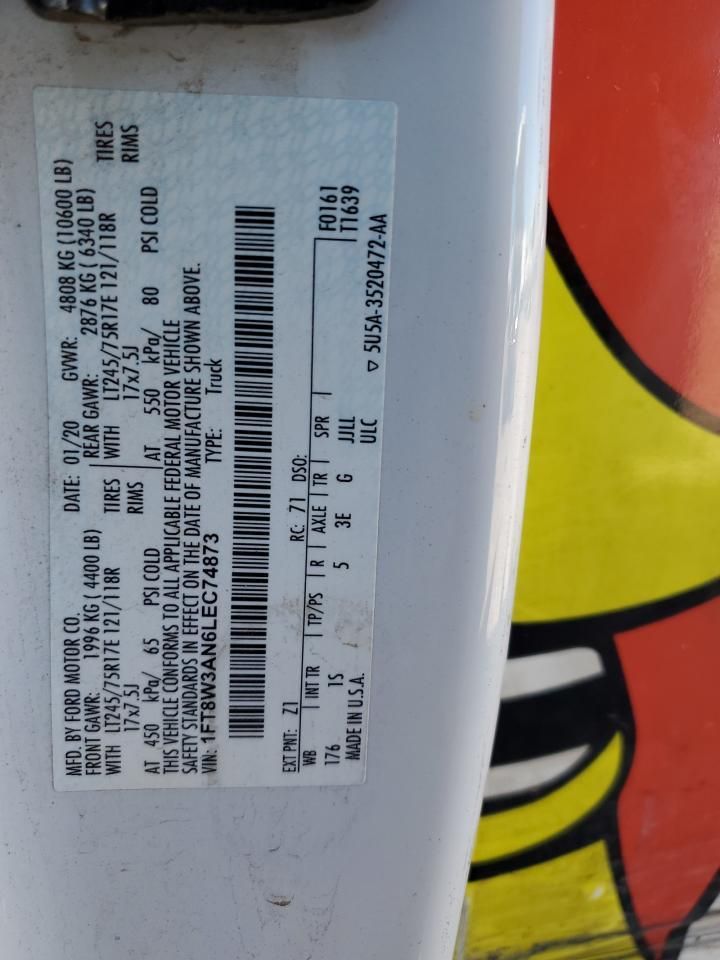 MFD. BY FORD MOTOR CO. DATE: 01/20 GVWR: 4808 KG (10600 LB)
FRONT GAWR: 1996 KG ( 4400 LB) REAR GAWR: 2876 KG ( 6340 LB)
WITH LT245/75R17E 121/118R TIRES WITH LT245/75R17E 121/118R TIRES
17x7.5J RIMS 17x7.5J RIMS
AT 450 kPa/ 65 PSI COLD AT 550 kPa/ 80 PSI COLD
THIS VEHICLE CONFORMS TO ALL APPLICABLE FEDERAL MOTOR VEHICLE
SAFETY STANDARDS IN EFFECT ON THE DATE OF MANUFACTURE SHOWN ABOVE.
VIN: 1FT8W3AN6LEC74873 TYPE: Truck
EXT PNT: Z1 RC: 71 DSO:
WB INT TR TP/PS R AXLE TR SPR F0161
176 1S 5 3E G JJLL T1639
MADE IN U.S.A. ULC ▽ 5U5A-3520472-AA